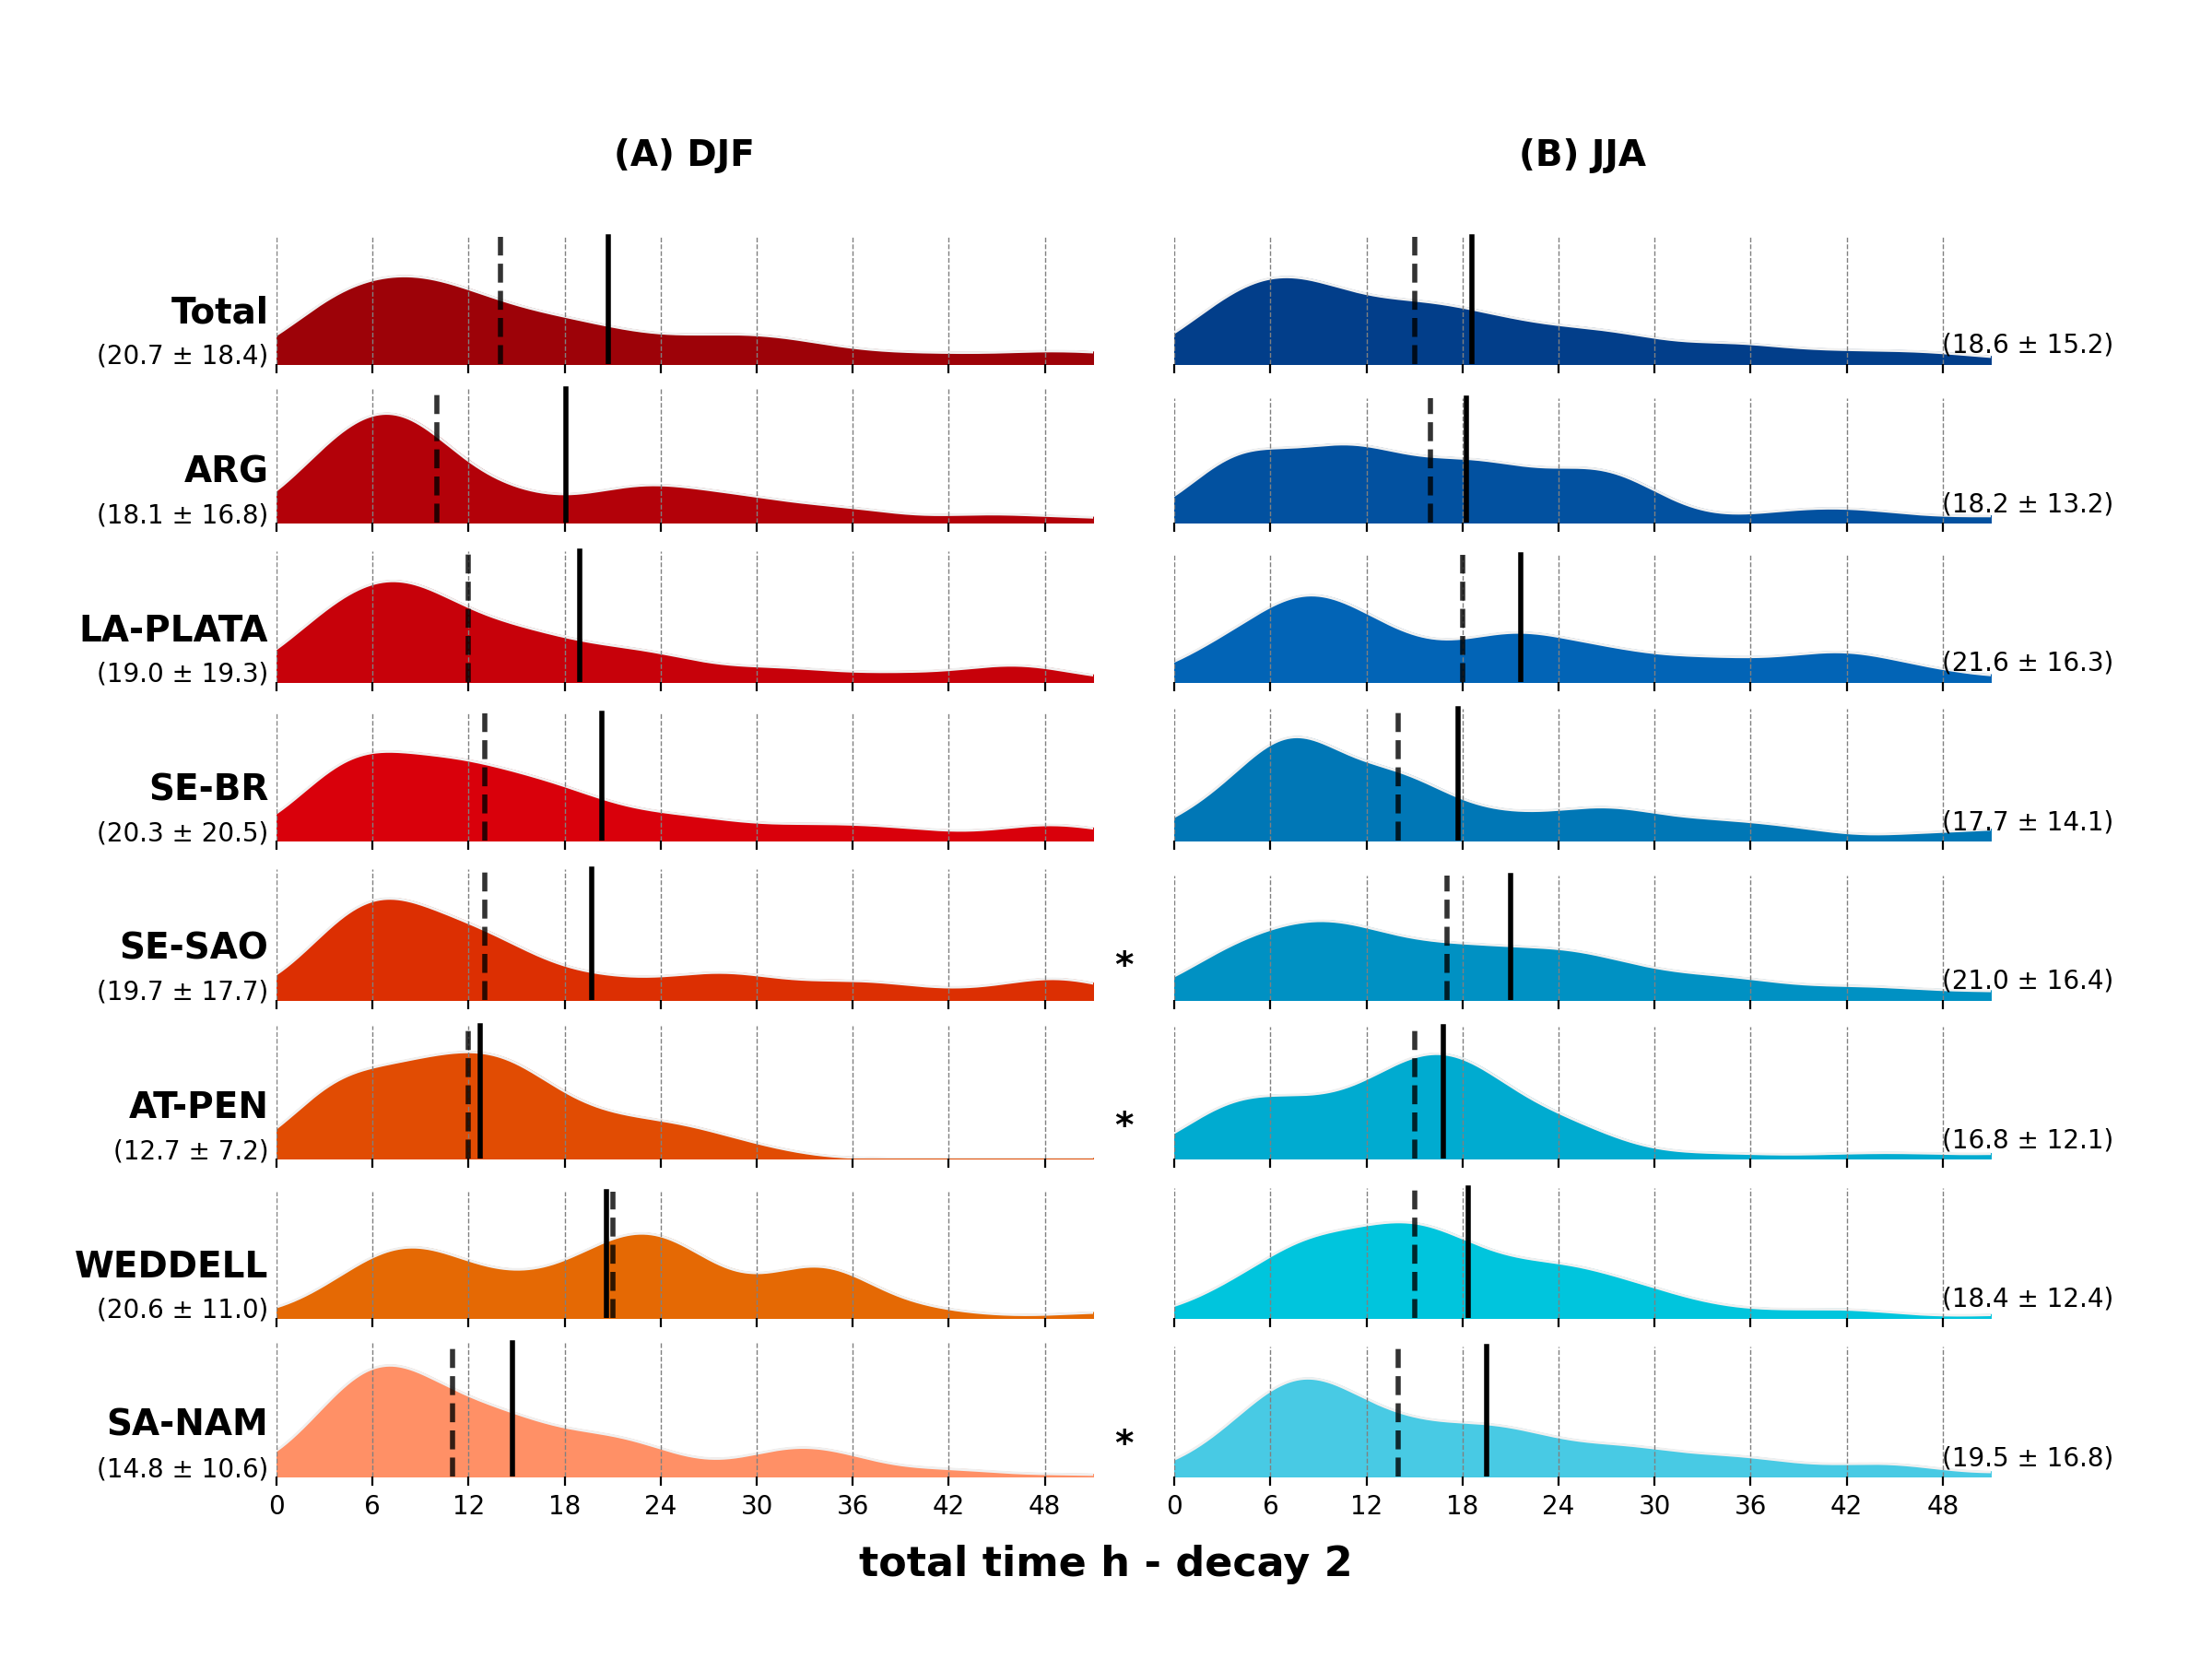 (A) DJF
(B) JJA
Total
(20.7 ± 18.4)
(18.6 ± 15.2)
ARG
(18.1 ± 16.8)
(18.2 ± 13.2)
LA-PLATA
(19.0 ± 19.3)
(21.6 ± 16.3)
SE-BR
(20.3 ± 20.5)
(17.7 ± 14.1)
SE-SAO
(19.7 ± 17.7)
*
(21.0 ± 16.4)
AT-PEN
(12.7 ± 7.2)
*
(16.8 ± 12.1)
WEDDELL
(20.6 ± 11.0)
(18.4 ± 12.4)
SA-NAM
(14.8 ± 10.6)
*
(19.5 ± 16.8)
0 6 12 18 24 30 36 42 48
0 6 12 18 24 30 36 42 48
total time h - decay 2